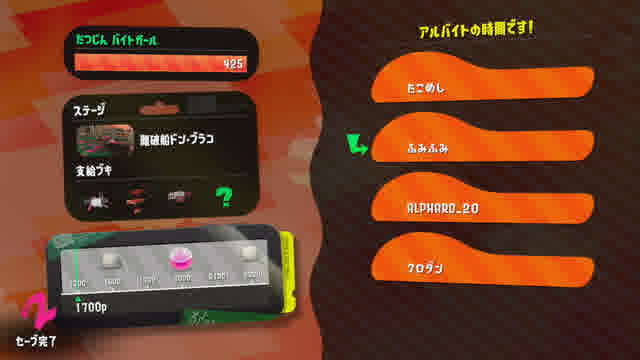 たつじん バイトガール
425
ステージ
難破船ドン・ブラコ
支給ブキ
?
1200
1700p
セーブ完了
アルバイトの時間です!
たこめし
ふみふみ
ALPHARD_20
クロダン